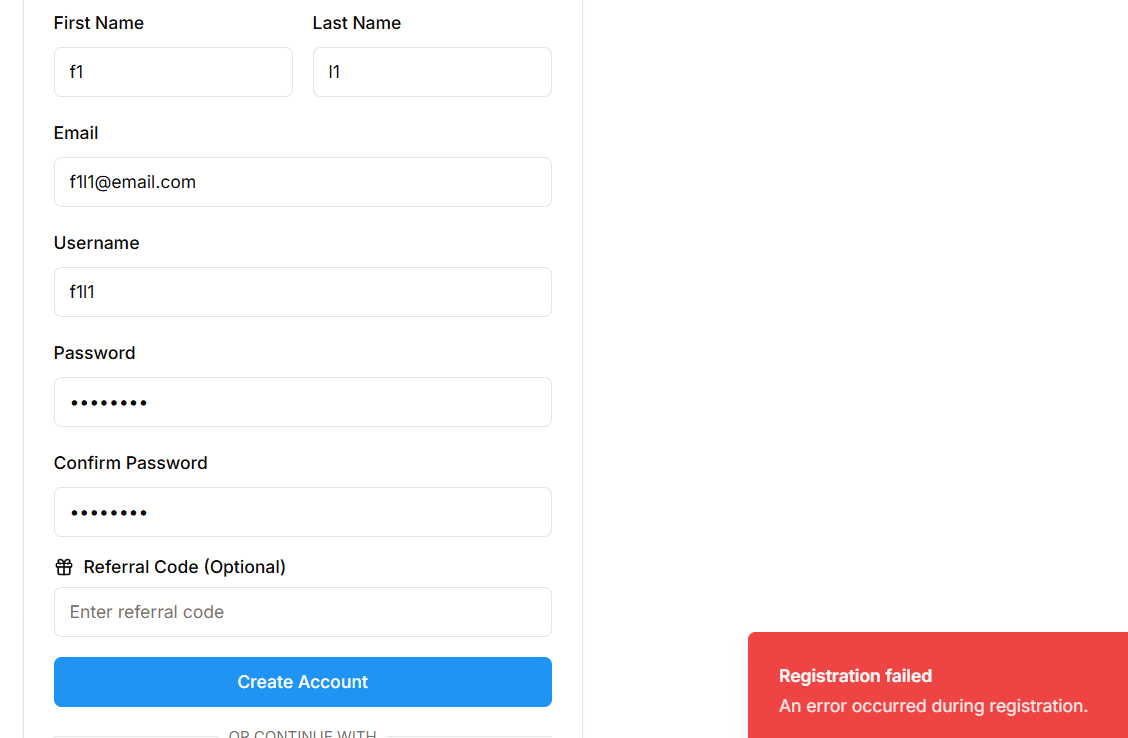 First Name Last Name
f1 l1
Email
f1l1@email.com
Username
f1l1
Password
••••••••
Confirm Password
••••••••
Referral Code (Optional)
Enter referral code
Create Account
OR CONTINUE WITH
Registration failed
An error occurred during registration.